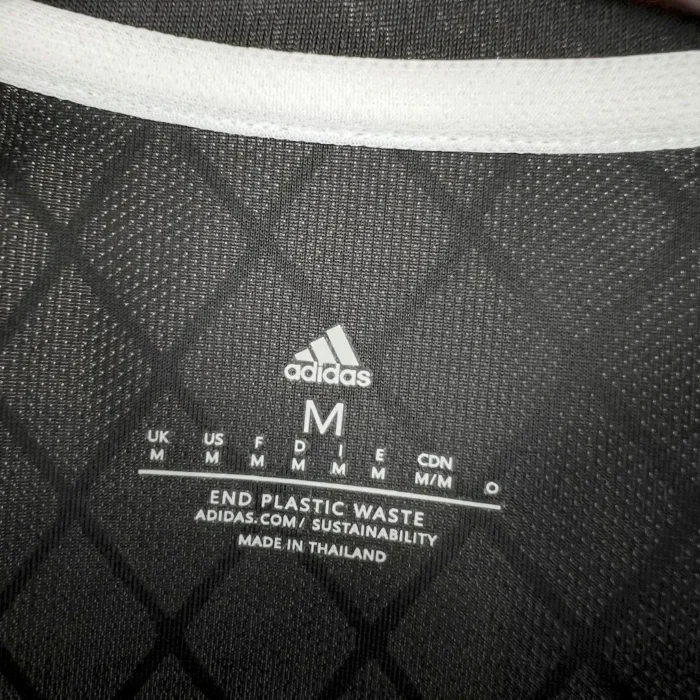 adidas
M
UK US F D I E CDN O
M M M M M M M/M
END PLASTIC WASTE
ADIDAS.COM/ SUSTAINABILITY
MADE IN THAILAND